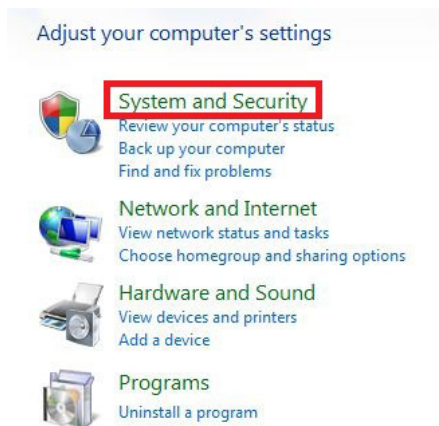 Adjust your computer's settings
System and Security
Review your computer's status
Back up your computer
Find and fix problems
Network and Internet
View network status and tasks
Choose homegroup and sharing options
Hardware and Sound
View devices and printers
Add a device
Programs
Uninstall a program